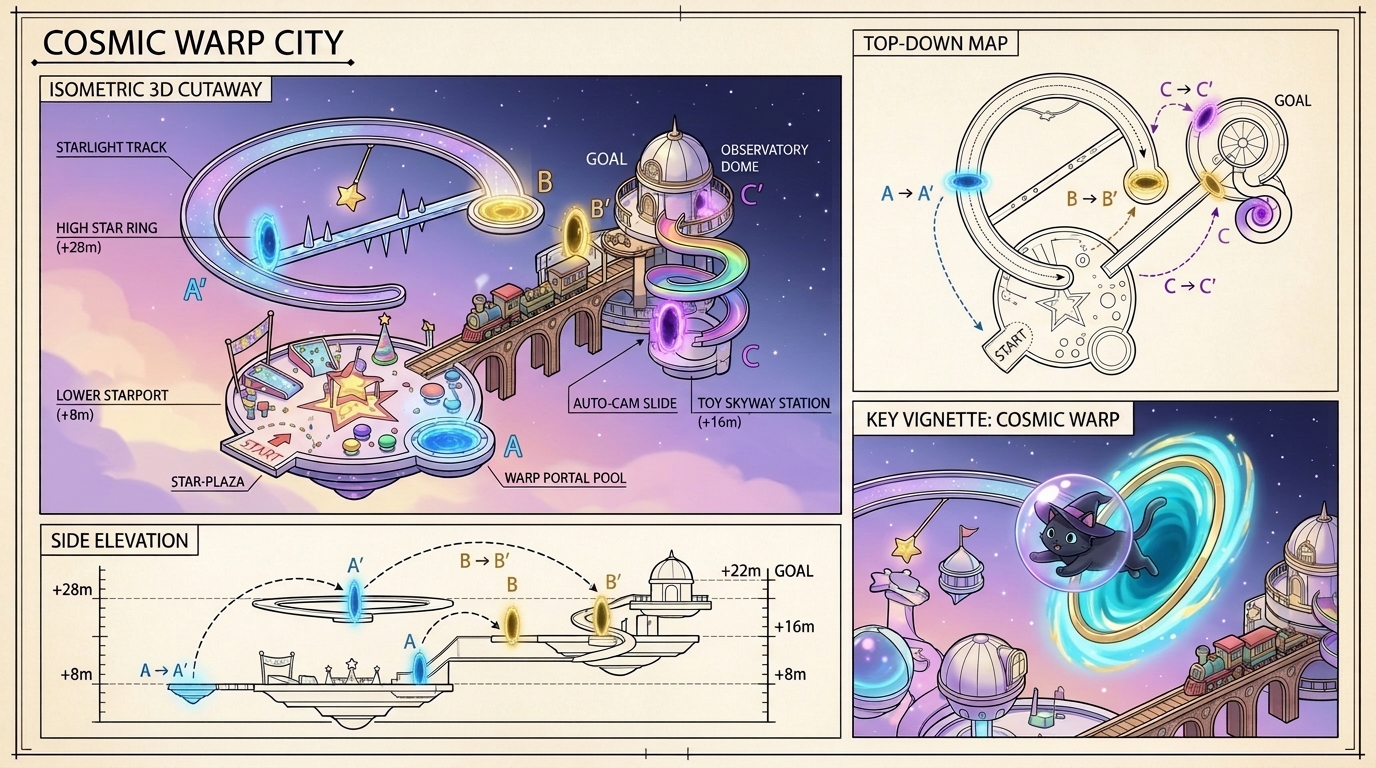 COSMIC WARP CITY
ISOMETRIC 3D CUTAWAY
STARLIGHT TRACK
HIGH STAR RING
(+28m)
A'
B
B'
GOAL
OBSERVATORY
DOME
C'
C
LOWER STARPORT
(+8m)
START
STAR-PLAZA
A
WARP PORTAL POOL
AUTO-CAM SLIDE
TOY SKYWAY STATION
(+16m)
TOP-DOWN MAP
C → C'
GOAL
A → A'
B → B'
C
C → C'
START
SIDE ELEVATION
+28m
+8m
A → A'
A'
B → B'
A
B
B'
+22m
GOAL
+16m
+8m
KEY VIGNETTE: COSMIC WARP